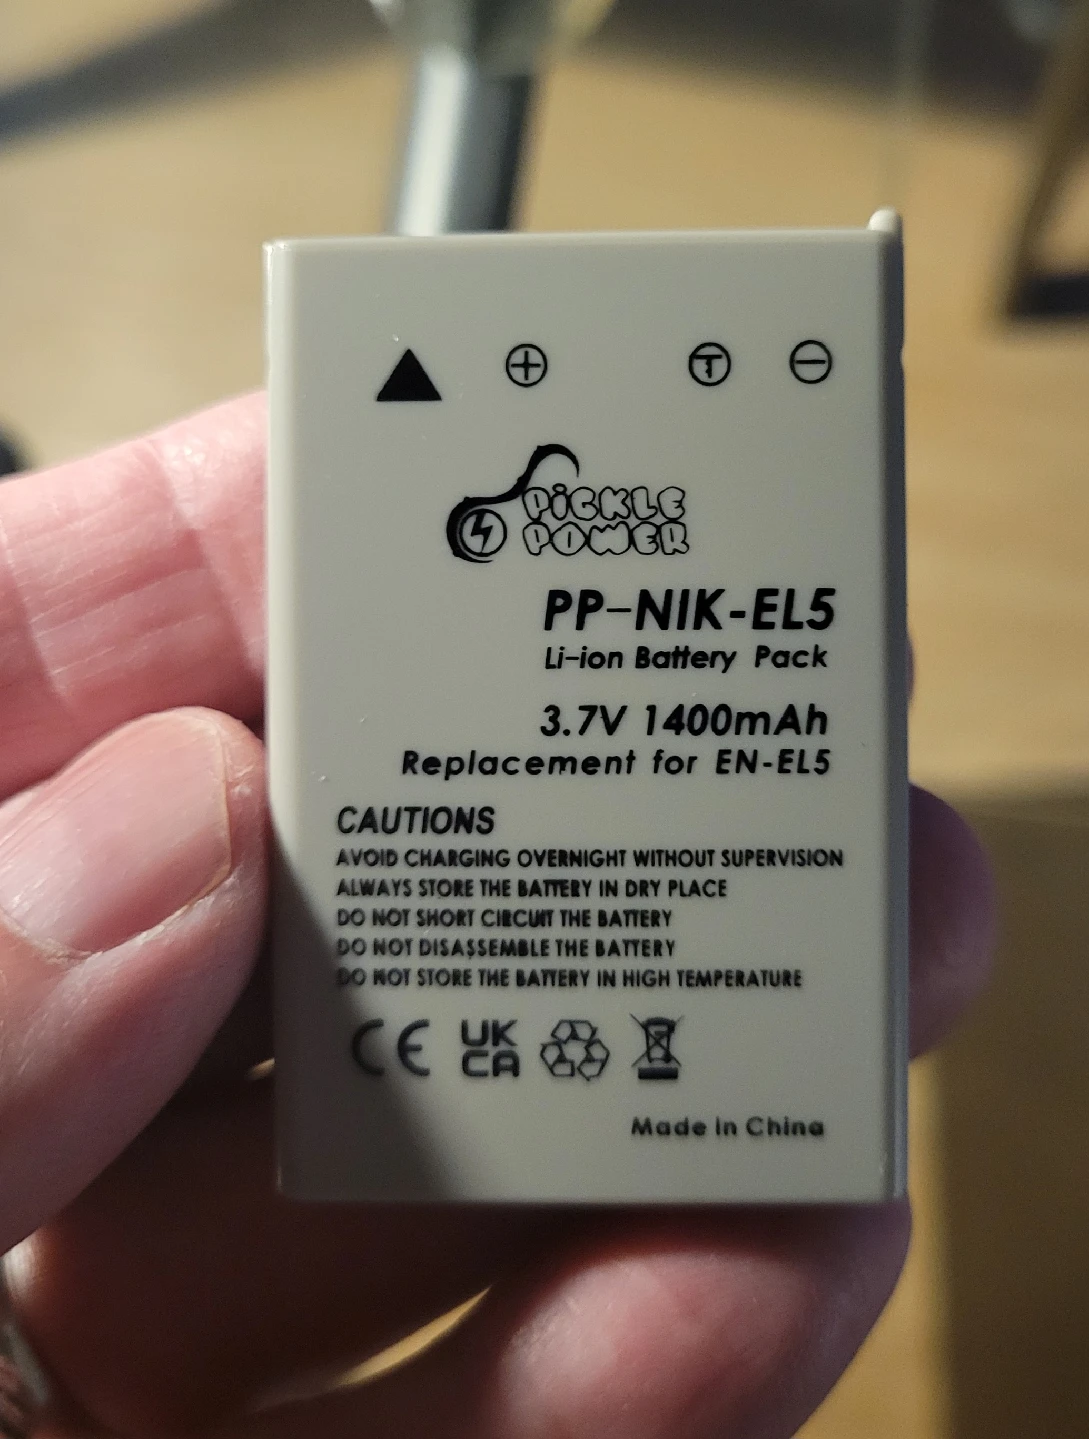 + T −
PiCKLE
POWER
PP-NIK-EL5
Li-ion Battery Pack
3.7V 1400mAh
Replacement for EN-EL5
CAUTIONS
AVOID CHARGING OVERNIGHT WITHOUT SUPERVISION
ALWAYS STORE THE BATTERY IN DRY PLACE
DO NOT SHORT CIRCUIT THE BATTERY
DO NOT DISASSEMBLE THE BATTERY
DO NOT STORE THE BATTERY IN HIGH TEMPERATURE
CE UK
CA
Made in China